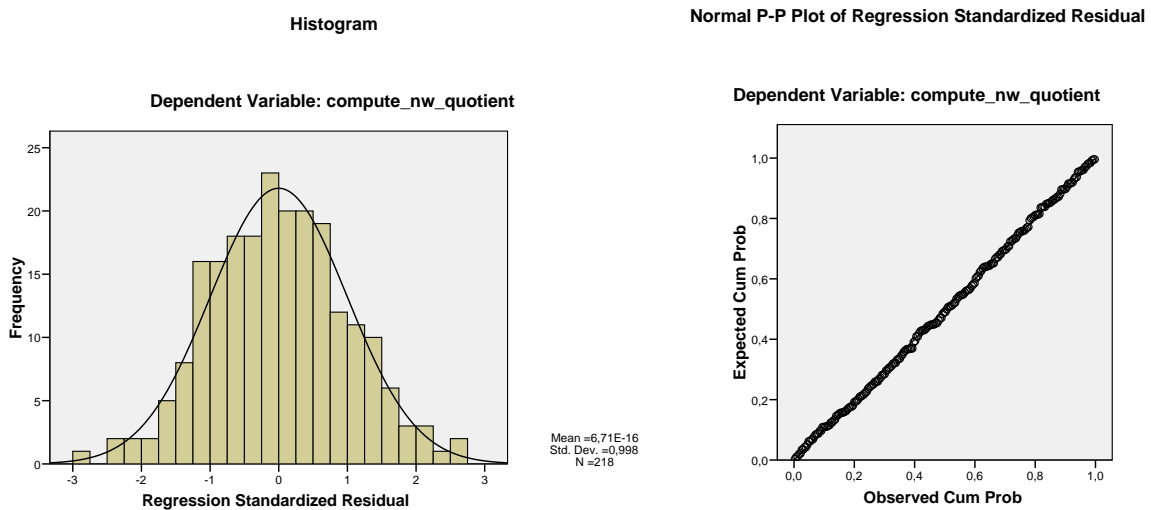 Histogram
Dependent Variable: compute_nw_quotient
25
20
15
10
5
0
Frequency
-3 -2 -1 0 1 2 3
Regression Standardized Residual
Mean =6,71E-16
Std. Dev. =0,998
N =218
Normal P-P Plot of Regression Standardized Residual
Dependent Variable: compute_nw_quotient
1,0
0,8
0,6
0,4
0,2
0,0
Expected Cum Prob
0,0 0,2 0,4 0,6 0,8 1,0
Observed Cum Prob